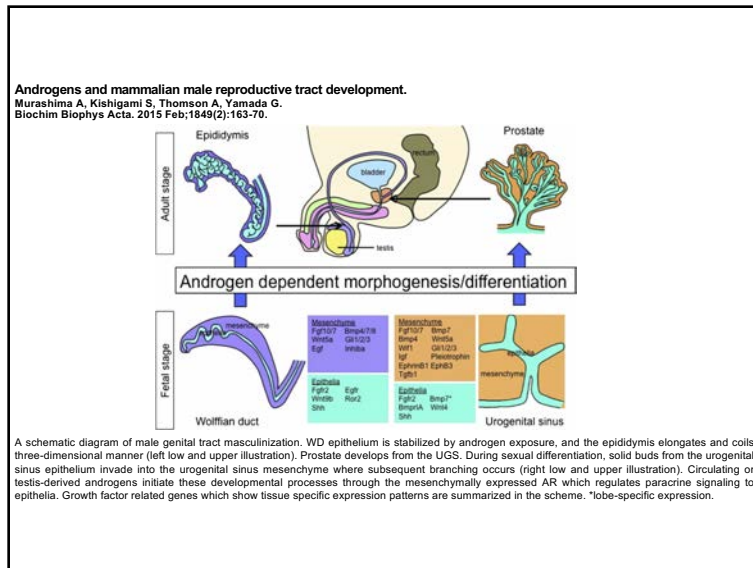 Androgens and mammalian male reproductive tract development.
Murashima A, Kishigami S, Thomson A, Yamada G.
Biochim Biophys Acta. 2015 Feb;1849(2):163-70.
Epididymis
Prostate
Adult stage
rectum
bladder
testis
Androgen dependent morphogenesis/differentiation
Fetal stage
mesenchyme
epithelia
Wolffian duct
Mesenchyme
Fgf10/7 Bmp4/7/8
Wnt5a Gli1/2/3
Egf Inhba
Epithelia
Fgfr2 Egfr
Wnt9b Ror2
Shh
Mesenchyme
Fgf10/7 Bmp7
Bmp4 Wnt5a
Wif1 Gli1/2/3
Igf Pleiotrophin
EphrinB1 EphB3
Tgfb1
Epithelia
Fgfr2 Bmp7*
BmprIA Wnt4
Shh
epithelia
mesenchyme
Urogenital sinus
A schematic diagram of male genital tract masculinization. WD epithelium is stabilized by androgen exposure, and the epididymis elongates and coils
three-dimensional manner (left low and upper illustration). Prostate develops from the UGS. During sexual differentiation, solid buds from the urogenital
sinus epithelium invade into the urogenital sinus mesenchyme where subsequent branching occurs (right low and upper illustration). Circulating or
testis-derived androgens initiate these developmental processes through the mesenchymally expressed AR which regulates paracrine signaling to
epithelia. Growth factor related genes which show tissue specific expression patterns are summarized in the scheme. *lobe-specific expression.